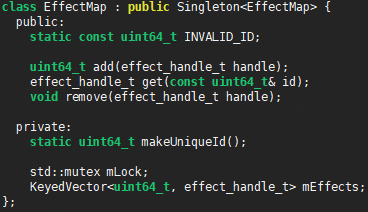 class EffectMap : public Singleton<EffectMap> {
  public:
    static const uint64_t INVALID_ID;

    uint64_t add(effect_handle_t handle);
    effect_handle_t get(const uint64_t& id);
    void remove(effect_handle_t handle);

  private:
    static uint64_t makeUniqueId();

    std::mutex mLock;
    KeyedVector<uint64_t, effect_handle_t> mEffects;
};